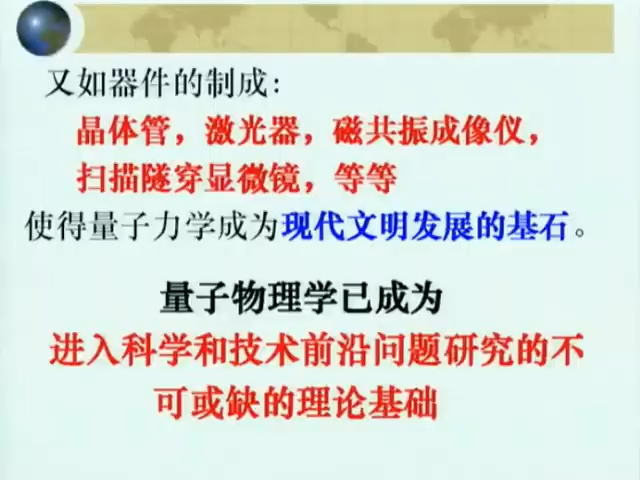 又如器件的制成:
晶体管，激光器，磁共振成像仪，
扫描隧穿显微镜，等等
使得量子力学成为现代文明发展的基石。
量子物理学已成为
进入科学和技术前沿问题研究的不
可或缺的理论基础